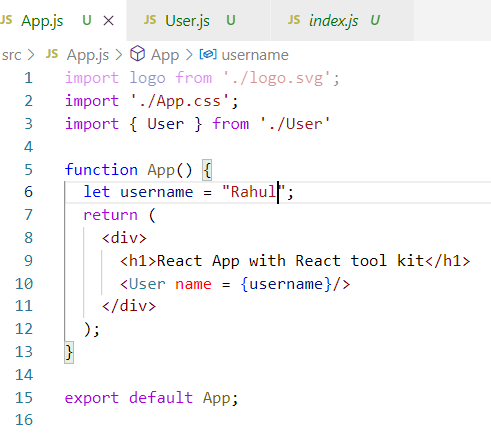 JS App.js U × JS User.js U JS index.js U
src > JS App.js > App > username
1 import logo from './logo.svg';
2 import './App.css';
3 import { User } from './User'
4
5 function App() {
6 let username = "Rahul";
7 return (
8 <div>
9 <h1>React App with React tool kit</h1>
10 <User name = {username}/>
11 </div>
12 );
13 }
14
15 export default App;
16